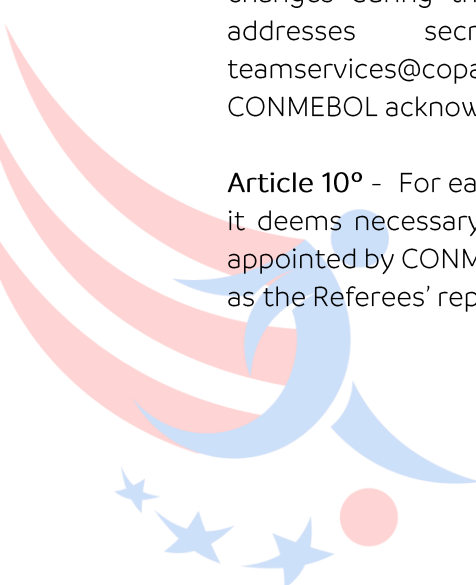 changes during th
addresses secr
teamservices@copa
CONMEBOL acknow
Article 10° - For ea
it deems necessary
appointed by CONM
as the Referees’ rep